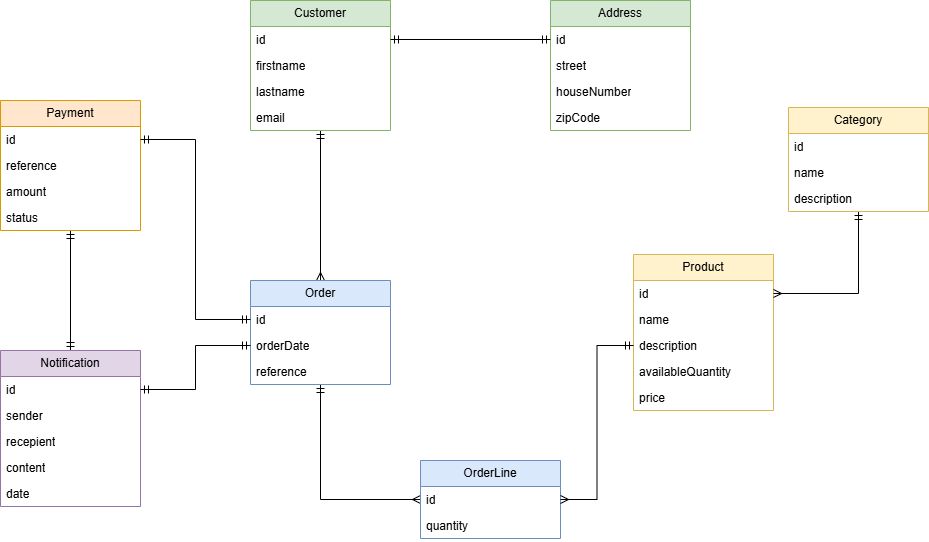 Customer
id
firstname
lastname
email
Address
id
street
houseNumber
zipCode
Payment
id
reference
amount
status
Category
id
name
description
Product
id
name
description
availableQuantity
price
Order
id
orderDate
reference
Notification
id
sender
recepient
content
date
OrderLine
id
quantity